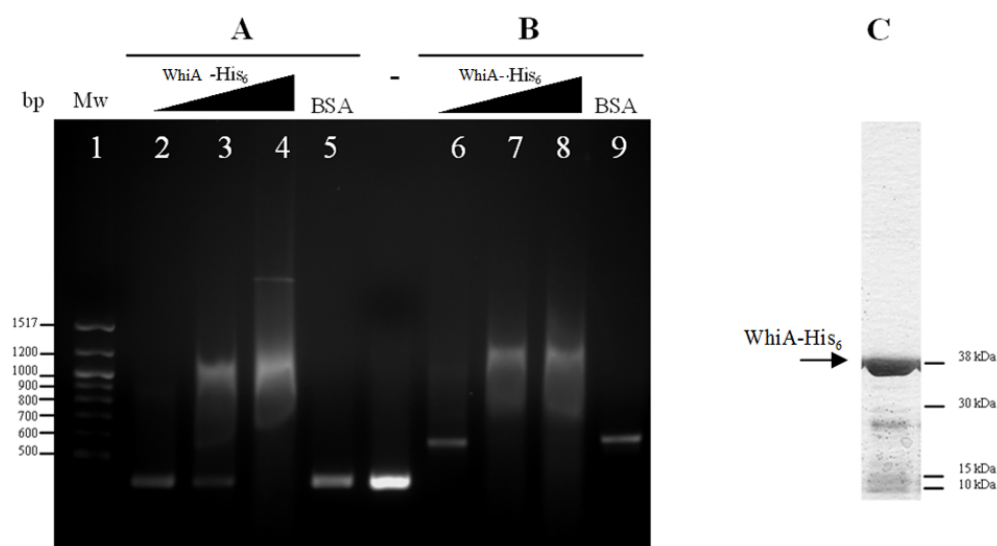 A B C
WhiA -His6 - WhiA-·His6
bp Mw BSA BSA
1 2 3 4 5 6 7 8 9
1517
1200
1000
900
800
700
600
500
WhiA-His6
38 kDa
30 kDa
15 kDa
10 kDa